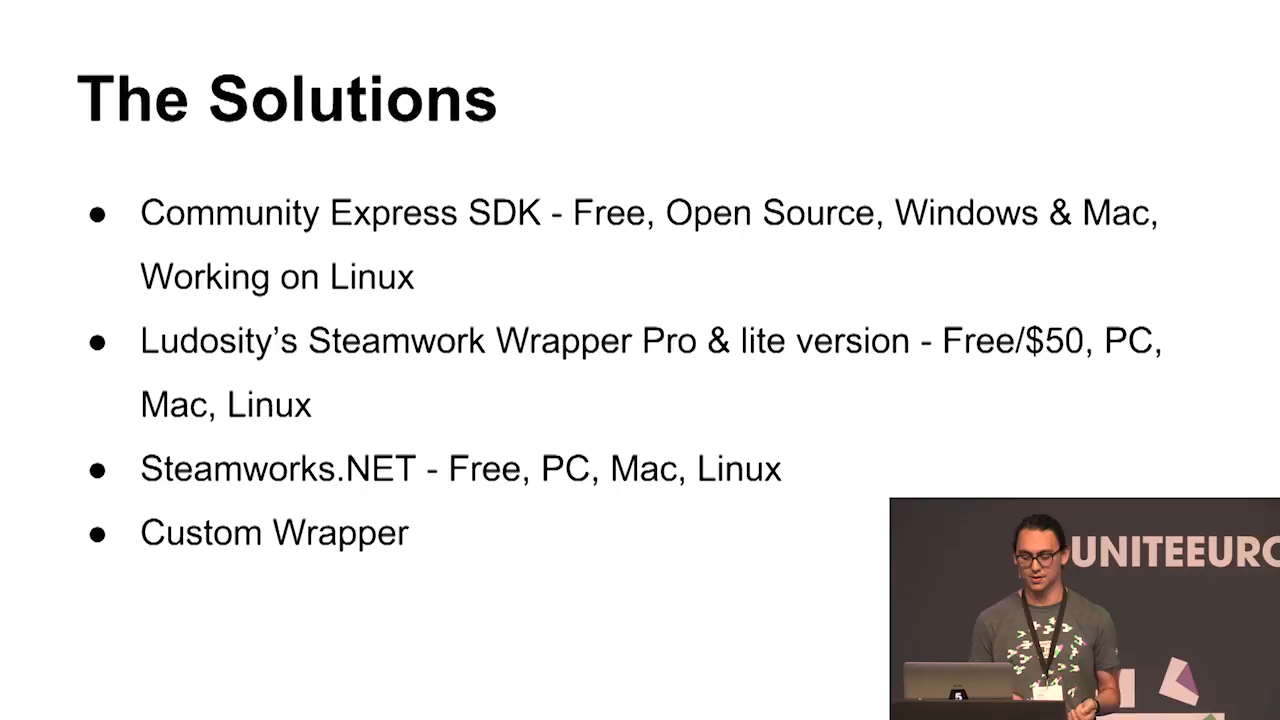 The Solutions
● Community Express SDK - Free, Open Source, Windows & Mac,
Working on Linux
● Ludosity’s Steamwork Wrapper Pro & lite version - Free/$50, PC,
Mac, Linux
● Steamworks.NET - Free, PC, Mac, Linux
● Custom Wrapper
UNITEEURO
5